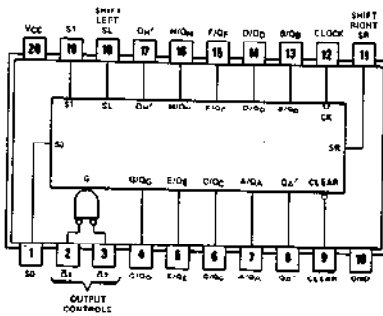 SHIFT LEFT
SHIFT RIGHT
VCC S1 SL QH' H/QH F/QF D/QD B/QB CLOCK SR
20 19 18 17 16 15 14 13 12 11
S1 SL QH' H/QH F/QF D/QD B/QB CK
S0 SR
G G/QG E/QE C/QC A/QA QA' CLEAR
1 2 3 4 5 6 7 8 9 10
S0 G1 G2 G/QG E/QE C/QC A/QA QA' CLEAR GND
OUTPUT
CONTROLS